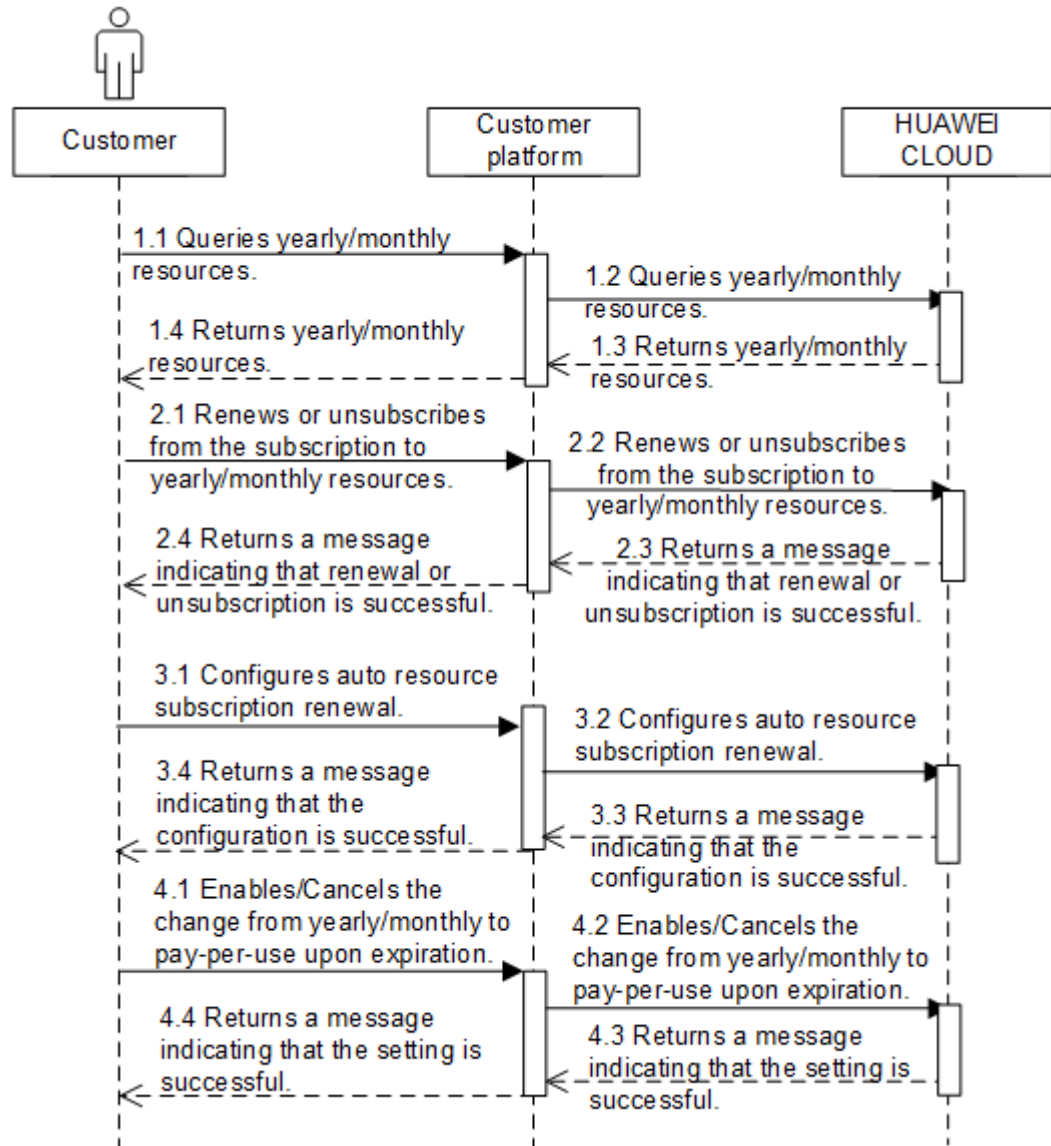 Customer
Customer
platform
HUAWEI
CLOUD
1.1 Queries yearly/monthly
resources.
1.2 Queries yearly/monthly
resources.
1.3 Returns yearly/monthly
resources.
1.4 Returns yearly/monthly
resources.
2.1 Renews or unsubscribes
from the subscription to
yearly/monthly resources.
2.2 Renews or unsubscribes
from the subscription to
yearly/monthly resources.
2.3 Returns a message
indicating that renewal or
unsubscription is successful.
2.4 Returns a message
indicating that renewal or
unsubscription is successful.
3.1 Configures auto resource
subscription renewal.
3.2 Configures auto resource
subscription renewal.
3.3 Returns a message
indicating that the
configuration is successful.
3.4 Returns a message
indicating that the
configuration is successful.
4.1 Enables/Cancels the
change from yearly/monthly to
pay-per-use upon expiration.
4.2 Enables/Cancels the
change from yearly/monthly to
pay-per-use upon expiration.
4.3 Returns a message
indicating that the setting is
successful.
4.4 Returns a message
indicating that the setting is
successful.